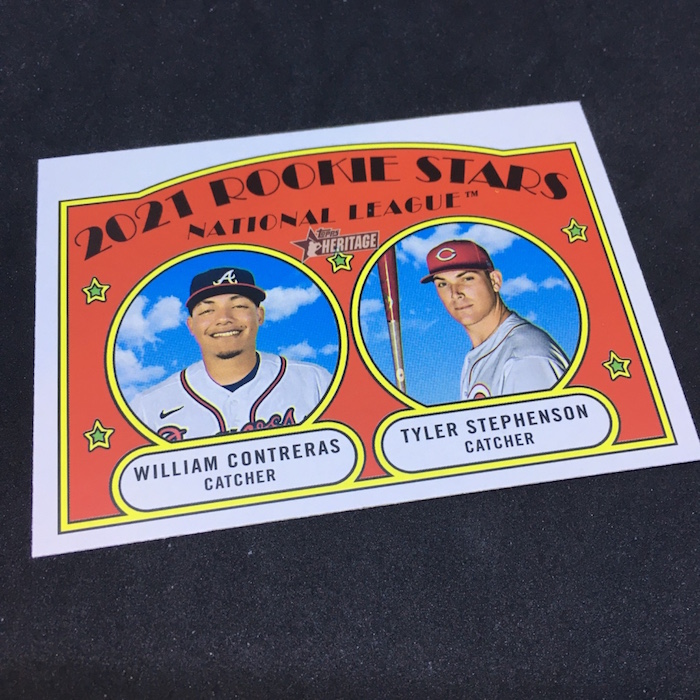 2021 ROOKIE STARS
NATIONAL LEAGUE™
Topps
HERITAGE
A
C
WILLIAM CONTRERAS
CATCHER
TYLER STEPHENSON
CATCHER